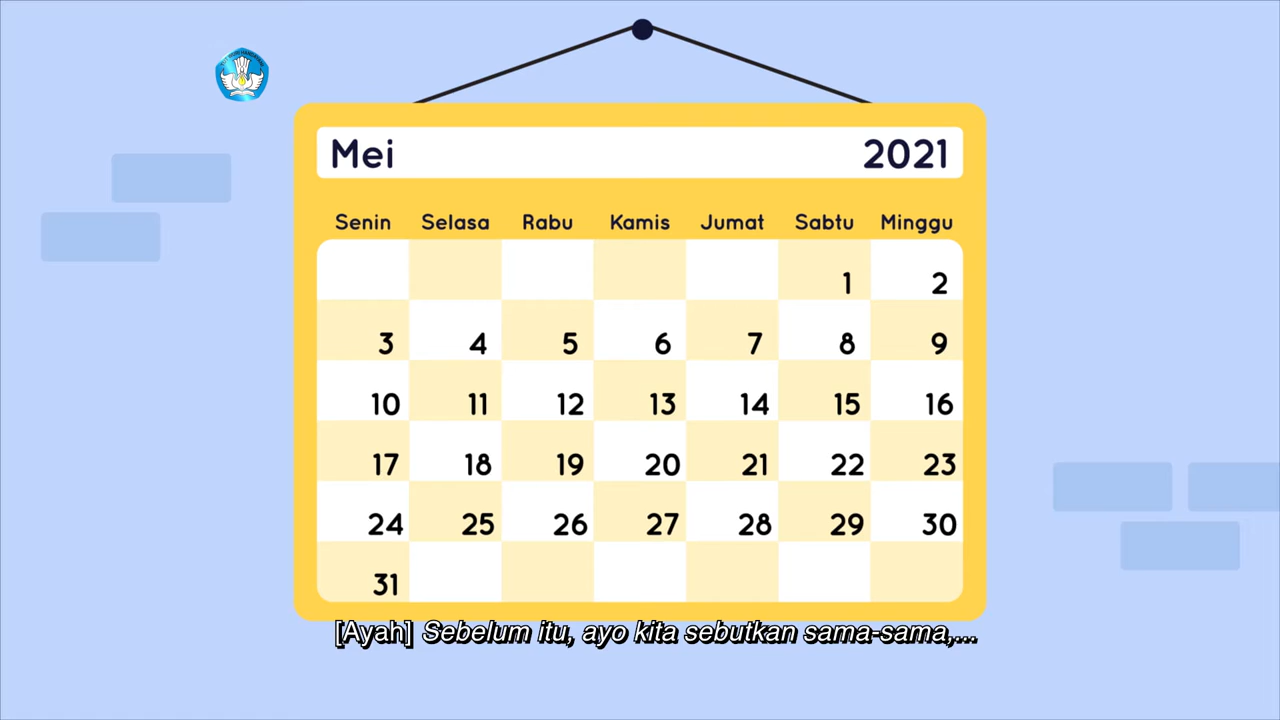 Mei 2021
Senin Selasa Rabu Kamis Jumat Sabtu Minggu
1 2
3 4 5 6 7 8 9
10 11 12 13 14 15 16
17 18 19 20 21 22 23
24 25 26 27 28 29 30
31
[Ayah] Sebelum itu, ayo kita sebutkan sama-sama,...